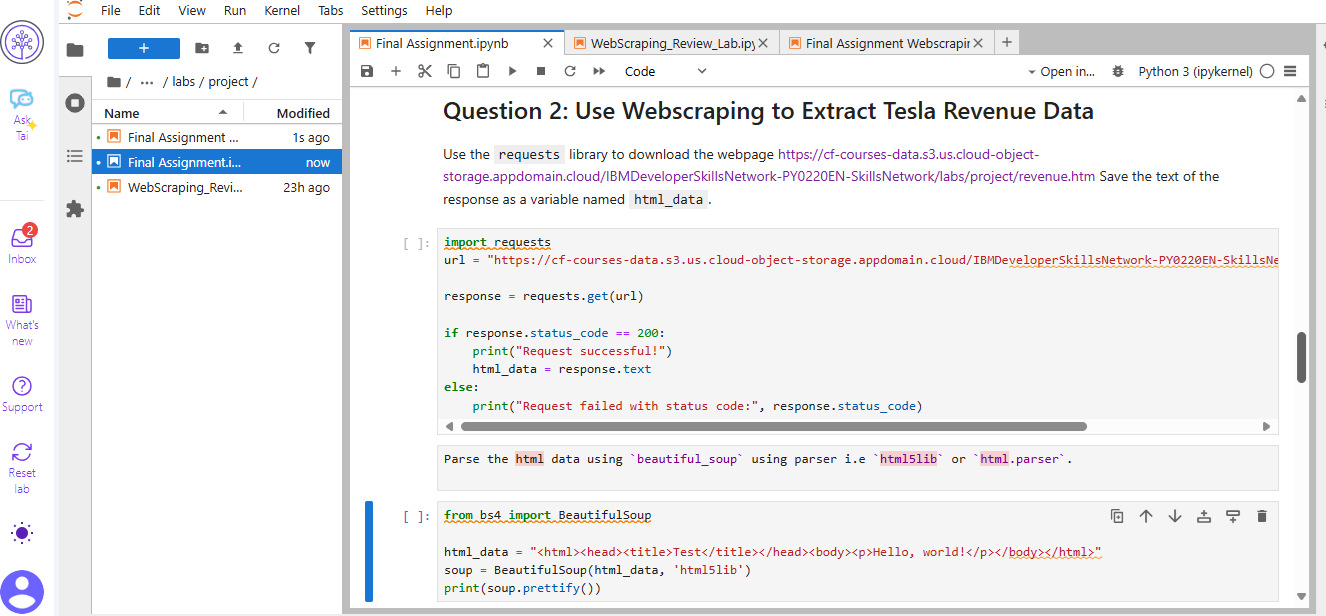 File Edit View Run Kernel Tabs Settings Help
Ask
Tai
2
Inbox
What's
new
Support
Reset
lab
/ ··· / labs / project /
Name Modified
Final Assignment ... 1s ago
Final Assignment.i... now
WebScraping_Revi... 23h ago
Final Assignment.ipynb
WebScraping_Review_Lab.ipy
Final Assignment Webscrapin
Code
Open in...
Python 3 (ipykernel)
Question 2: Use Webscraping to Extract Tesla Revenue Data
Use the requests library to download the webpage https://cf-courses-data.s3.us.cloud-object-
storage.appdomain.cloud/IBMDeveloperSkillsNetwork-PY0220EN-SkillsNetwork/labs/project/revenue.htm Save the text of the
response as a variable named html_data .
[ ]:
import requests
url = "https://cf-courses-data.s3.us.cloud-object-storage.appdomain.cloud/IBMDeveloperSkillsNetwork-PY0220EN-SkillsNe
response = requests.get(url)
if response.status_code == 200:
    print("Request successful!")
    html_data = response.text
else:
    print("Request failed with status code:", response.status_code)
Parse the html data using `beautiful_soup` using parser i.e `html5lib` or `html.parser`.
[ ]:
from bs4 import BeautifulSoup
html_data = "<html><head><title>Test</title></head><body><p>Hello, world!</p></body></html>"
soup = BeautifulSoup(html_data, 'html5lib')
print(soup.prettify())